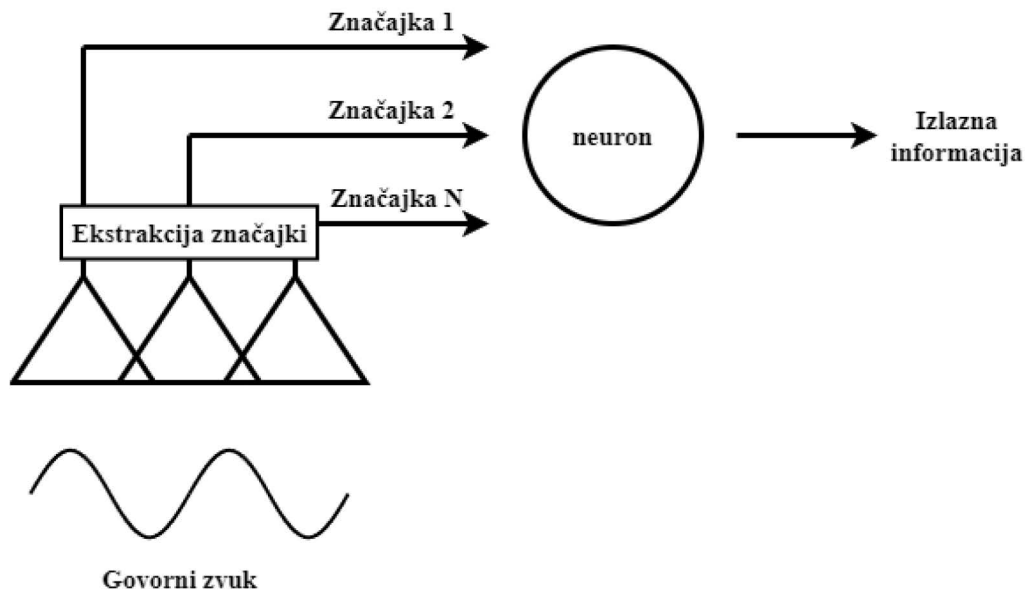 Značajka 1
Značajka 2
Značajka N
Ekstrakcija značajki
neuron
Izlazna
informacija
Govorni zvuk